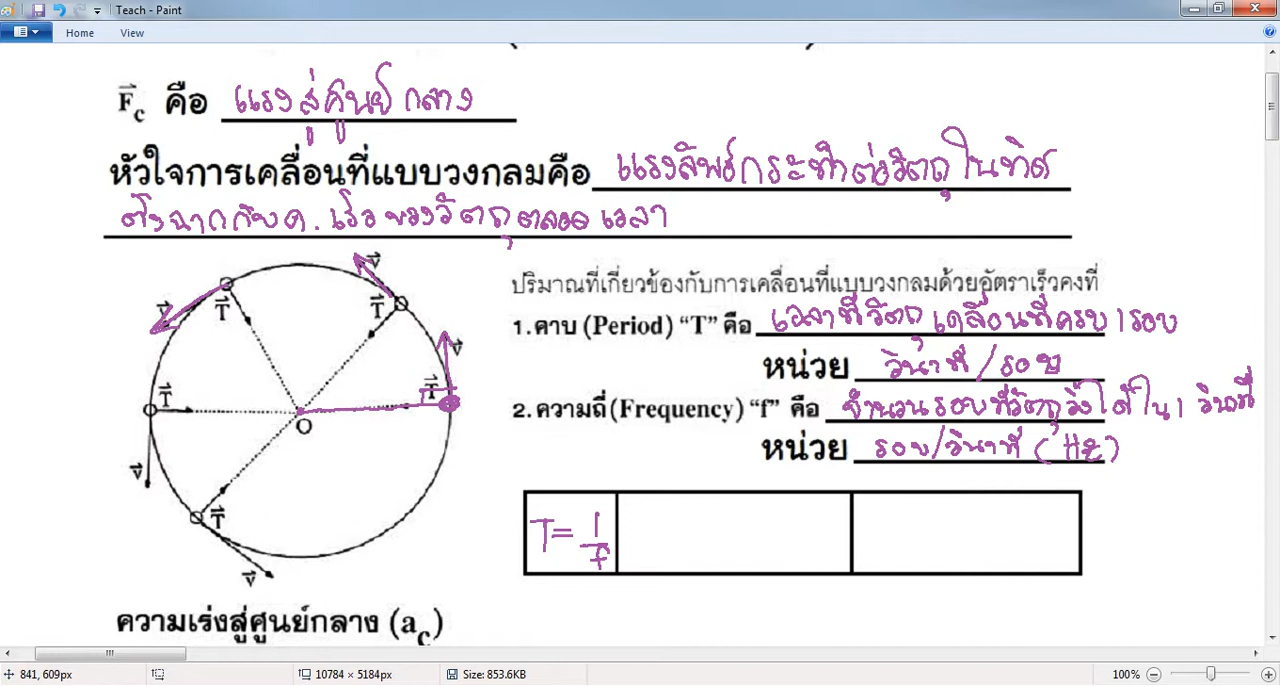 Teach - Paint
Home View
F⃗c คือ แรงสู่ศูนย์กลาง
หัวใจการเคลื่อนที่แบบวงกลมคือ แรงลัพธ์กระทำต่อวัตถุในทิศ
ตั้งฉากกับค.เร็วของวัตถุตลอดเวลา
ปริมาณที่เกี่ยวข้องกับการเคลื่อนที่แบบวงกลมด้วยอัตราเร็วคงที่
1.คาบ (Period) “T” คือ เวลาที่วัตถุเคลื่อนที่ครบ 1 รอบ
หน่วย วินาที/รอบ
2.ความถี่(Frequency) “f” คือ จำนวนรอบที่วัตถุวิ่งได้ใน 1 วินาที
หน่วย รอบ/วินาที (Hz)
v⃗
v⃗
T⃗
T⃗
v⃗
T⃗
T⃗
O
v⃗
T⃗
v⃗
T = 1/f
ความเร่งสู่ศูนย์กลาง (ac)
841, 609px
10784 × 5184px
Size: 853.6KB
100%